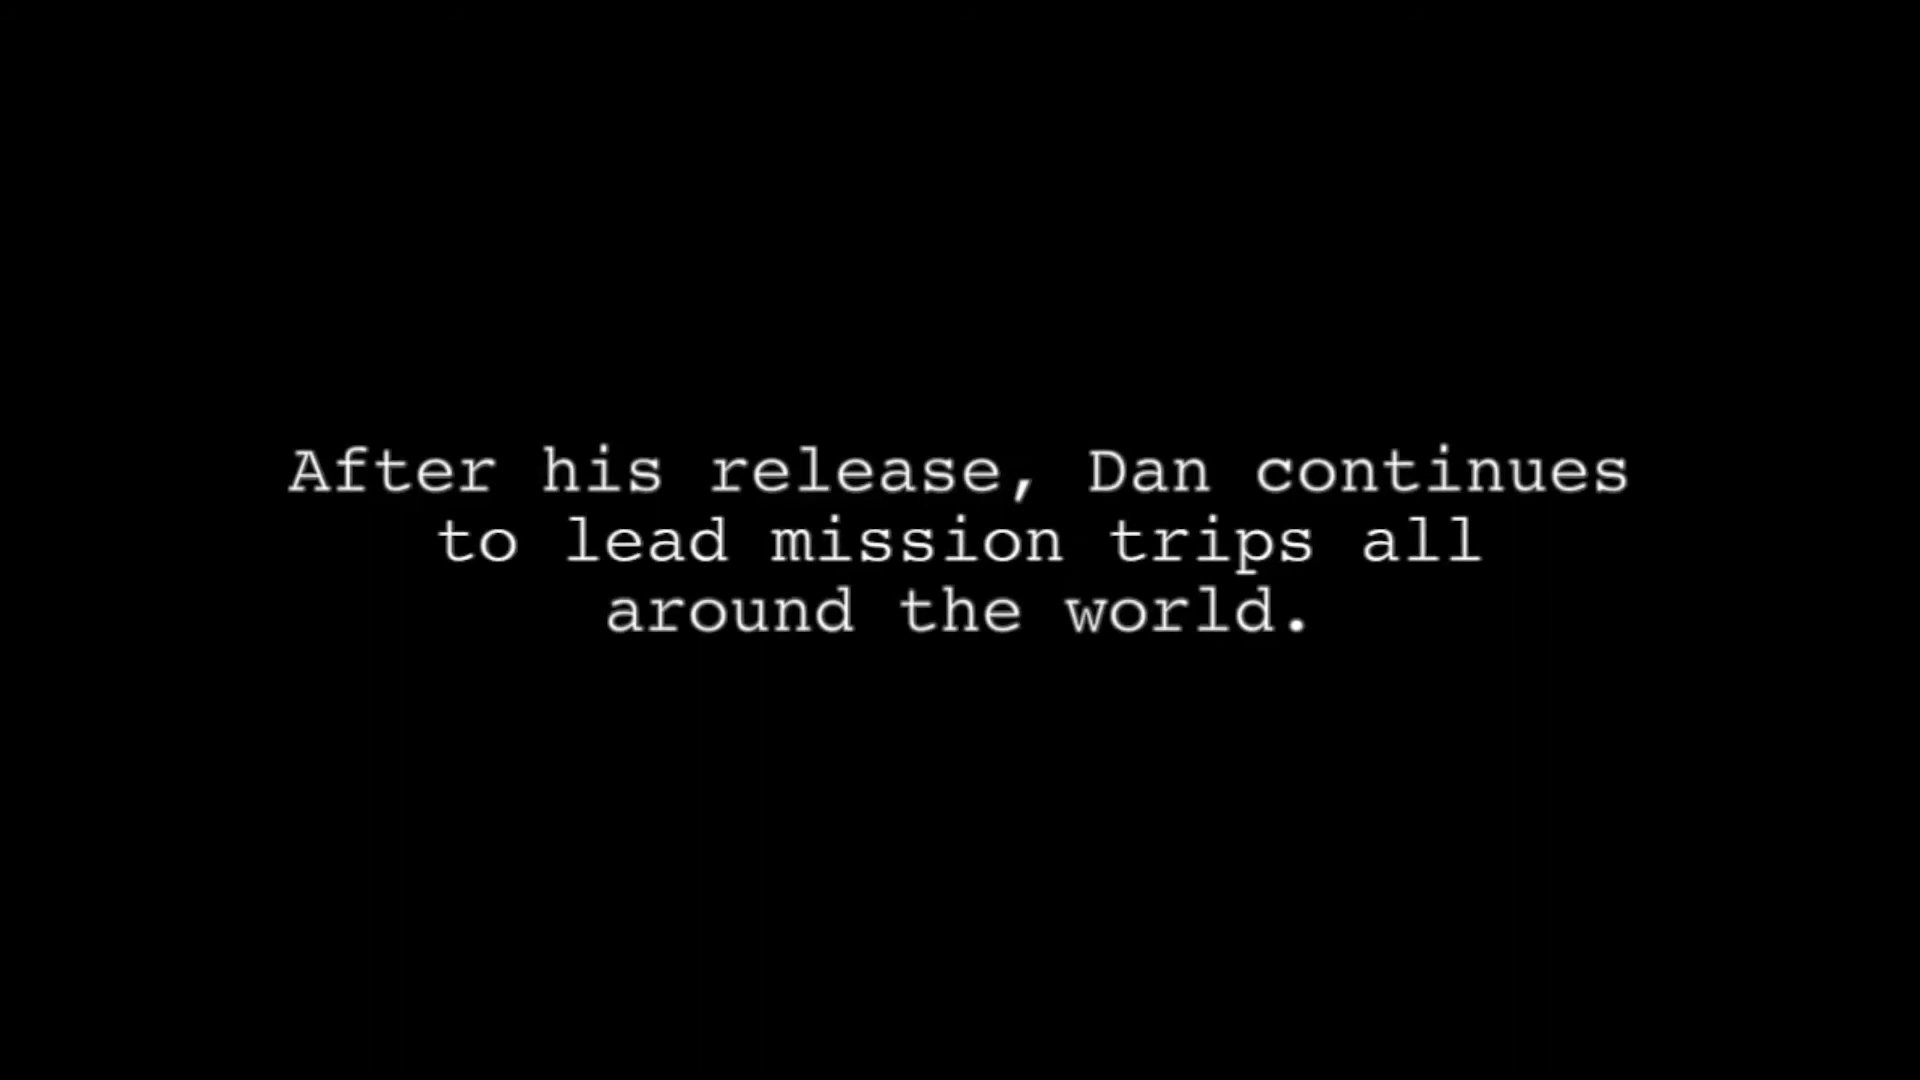 After his release, Dan continues
to lead mission trips all
around the world.